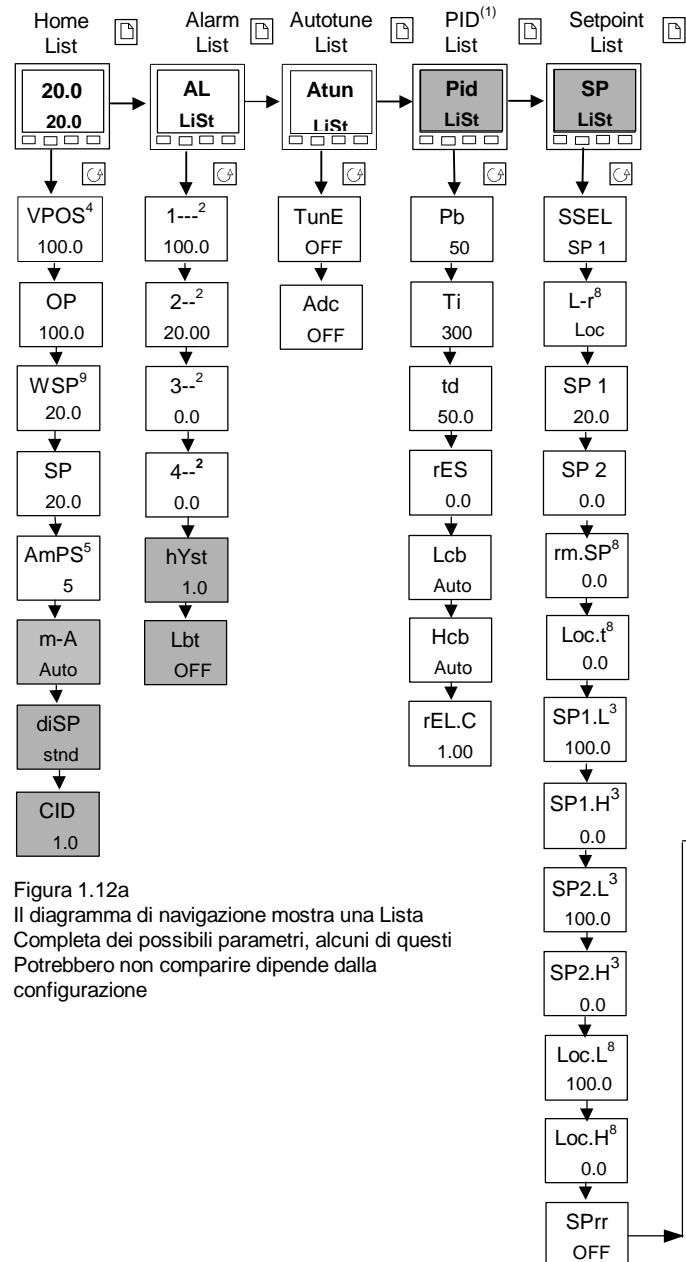 Home
List
Alarm
List
Autotune
List
PID(1)
List
Setpoint
List
20.0
20.0
AL
LiSt
Atun
LiSt
Pid
LiSt
SP
LiSt
VPOS4
100.0
OP
100.0
WSP9
20.0
SP
20.0
AmPS5
5
m-A
Auto
diSP
stnd
CID
1.0
1---2
100.0
2--2
20.00
3--2
0.0
4--2
0.0
hYst
1.0
Lbt
OFF
TunE
OFF
Adc
OFF
Pb
50
Ti
300
td
50.0
rES
0.0
Lcb
Auto
Hcb
Auto
rEL.C
1.00
SSEL
SP 1
L-r8
Loc
SP 1
20.0
SP 2
0.0
rm.SP8
0.0
Loc.t8
0.0
SP1.L3
100.0
SP1.H3
0.0
SP2.L3
100.0
SP2.H3
0.0
Loc.L8
100.0
Loc.H8
0.0
SPrr
OFF
Figura 1.12a
Il diagramma di navigazione mostra una Lista
Completa dei possibili parametri, alcuni di questi
Potrebbero non comparire dipende dalla
configurazione